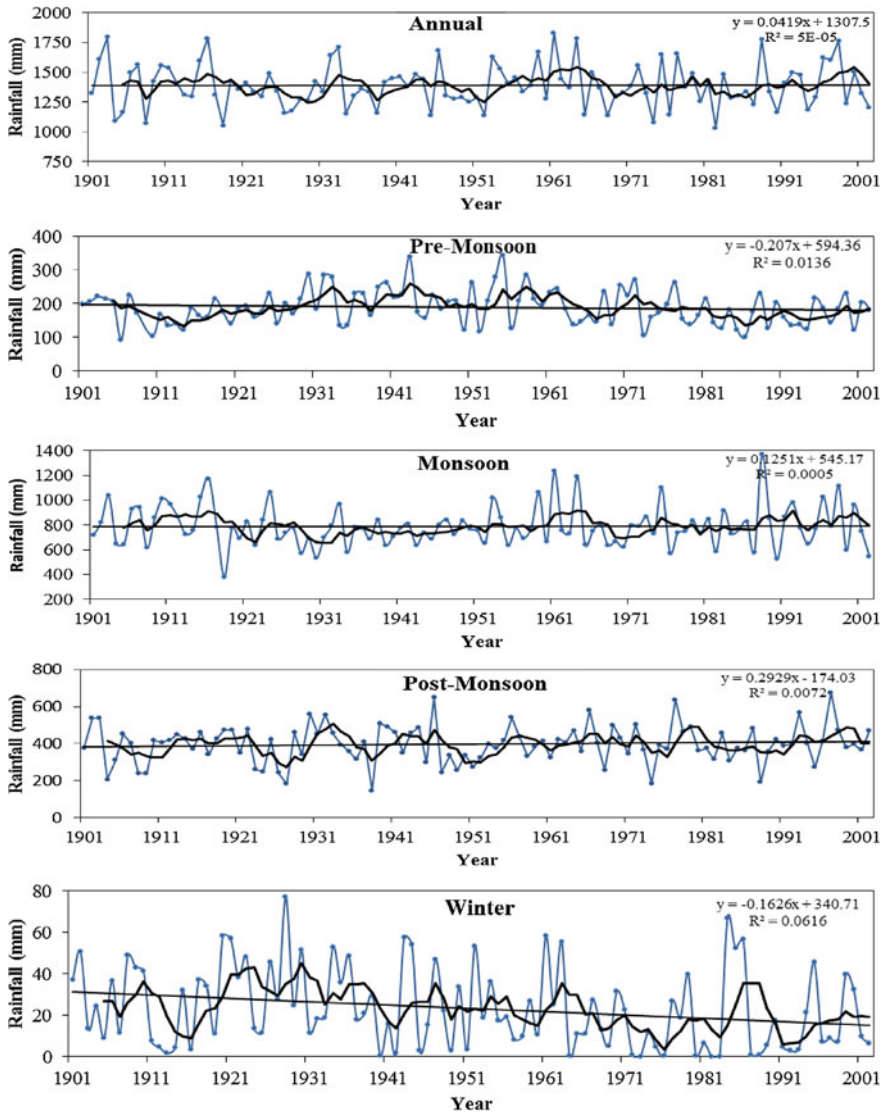 Annual
y = 0.0419x + 1307.5
R² = 5E-05
Rainfall (mm)
2000
1750
1500
1250
1000
750
1901 1911 1921 1931 1941 1951 1961 1971 1981 1991 2001
Year
Pre-Monsoon
y = -0.207x + 594.36
R² = 0.0136
Rainfall (mm)
400
300
200
100
0
1901 1911 1921 1931 1941 1951 1961 1971 1981 1991 2001
Year
Monsoon
y = 0.1251x + 545.17
R² = 0.0005
Rainfall (mm)
1400
1200
1000
800
600
400
200
1901 1911 1921 1931 1941 1951 1961 1971 1981 1991 2001
Year
Post-Monsoon
y = 0.2929x - 174.03
R² = 0.0072
Rainfall (mm)
800
600
400
200
0
1901 1911 1921 1931 1941 1951 1961 1971 1981 1991 2001
Year
Winter
y = -0.1626x + 340.71
R² = 0.0616
Rainfall (mm)
80
60
40
20
0
1901 1911 1921 1931 1941 1951 1961 1971 1981 1991 2001
Year